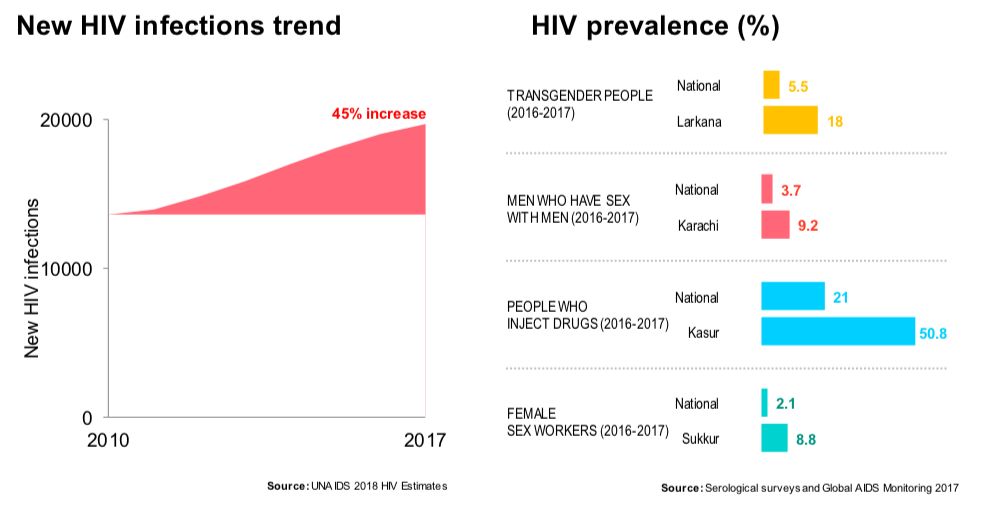 New HIV infections trend
45% increase
20000
10000
0
New HIV infections
2010
2017
Source: UNAIDS 2018 HIV Estimates
HIV prevalence (%)
TRANSGENDER PEOPLE
(2016-2017)
National
5.5
Larkana
18
MEN WHO HAVE SEX
WITH MEN (2016-2017)
National
3.7
Karachi
9.2
PEOPLE WHO
INJECT DRUGS (2016-2017)
National
21
Kasur
50.8
FEMALE
SEX WORKERS (2016-2017)
National
2.1
Sukkur
8.8
Source: Serological surveys and Global AIDS Monitoring 2017